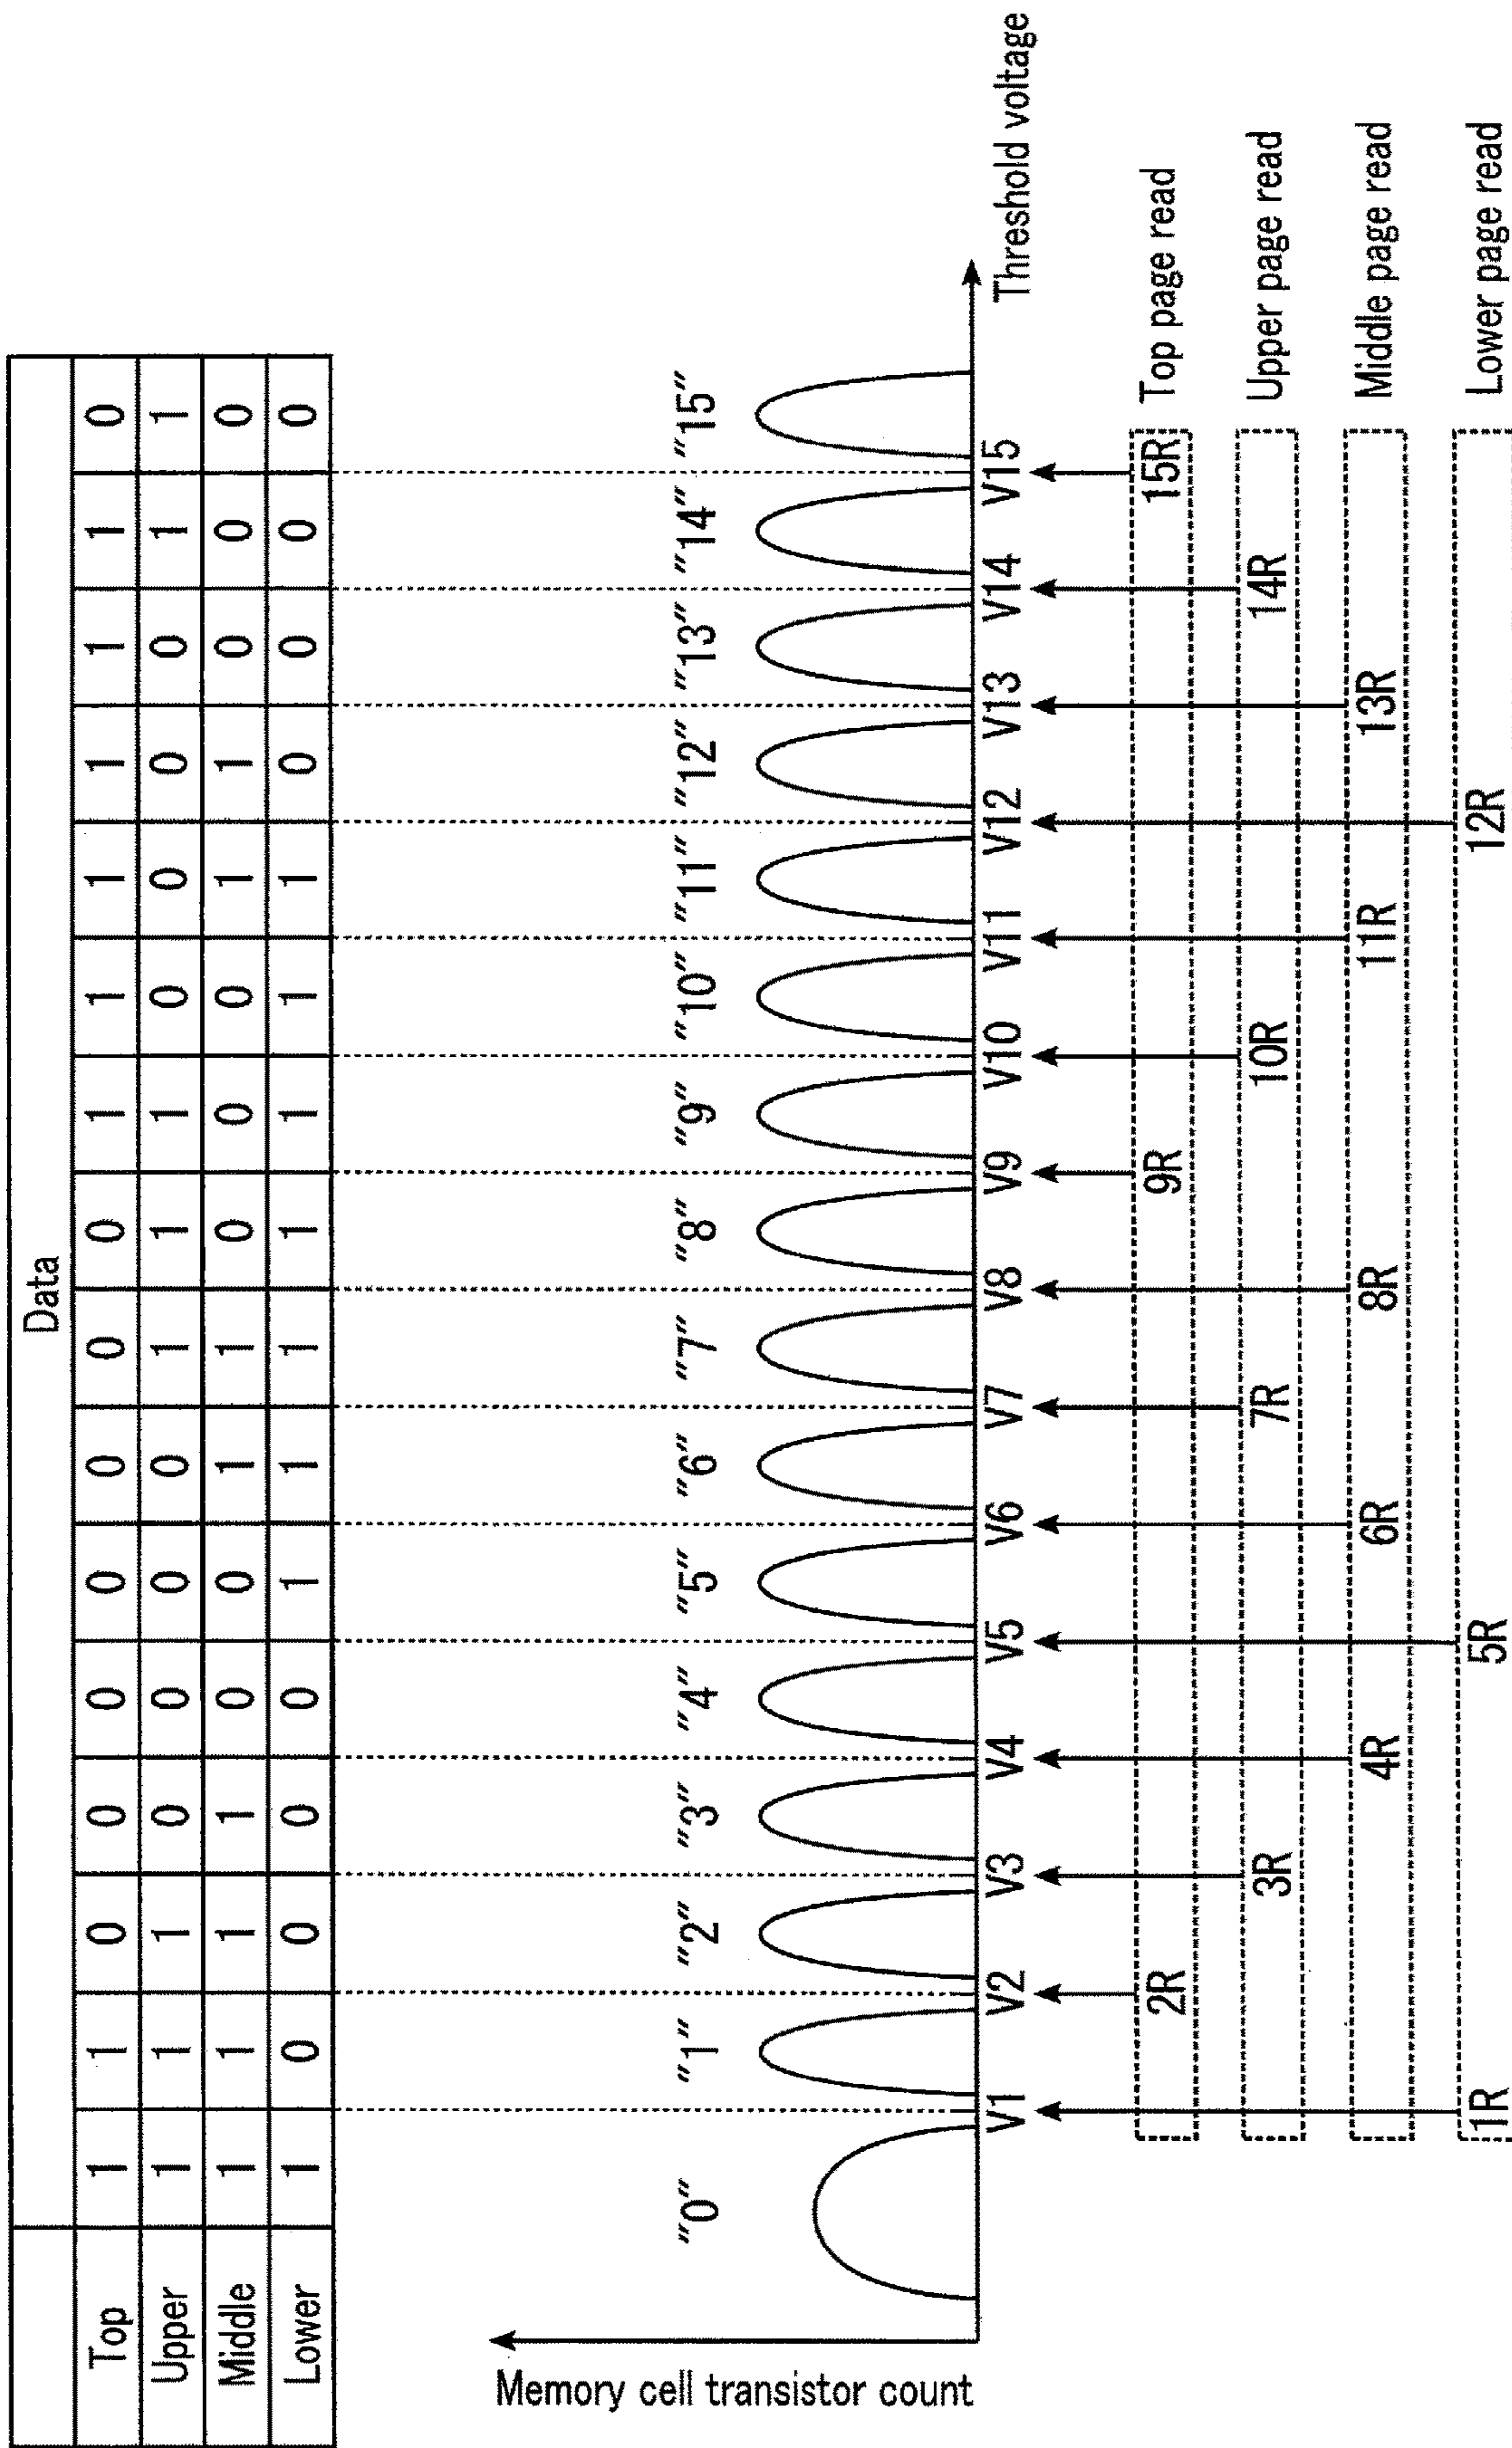 Data
Top 1 1 0 0 0 0 0 0 0 1 1 1 1 1 1 0
Upper 1 1 1 0 0 0 0 1 1 1 0 0 0 0 1 1
Middle 1 1 1 1 0 0 1 1 0 0 0 1 1 0 0 0
Lower 1 0 0 0 0 1 1 1 1 1 1 1 0 0 0 0
Memory cell transistor count
"0" "1" "2" "3" "4" "5" "6" "7" "8" "9" "10" "11" "12" "13" "14" "15"
V1 V2 V3 V4 V5 V6 V7 V8 V9 V10 V11 V12 V13 V14 V15
Threshold voltage
2R 9R 15R Top page read
3R 7R 10R 14R Upper page read
4R 6R 8R 11R 13R Middle page read
1R 5R 12R Lower page read